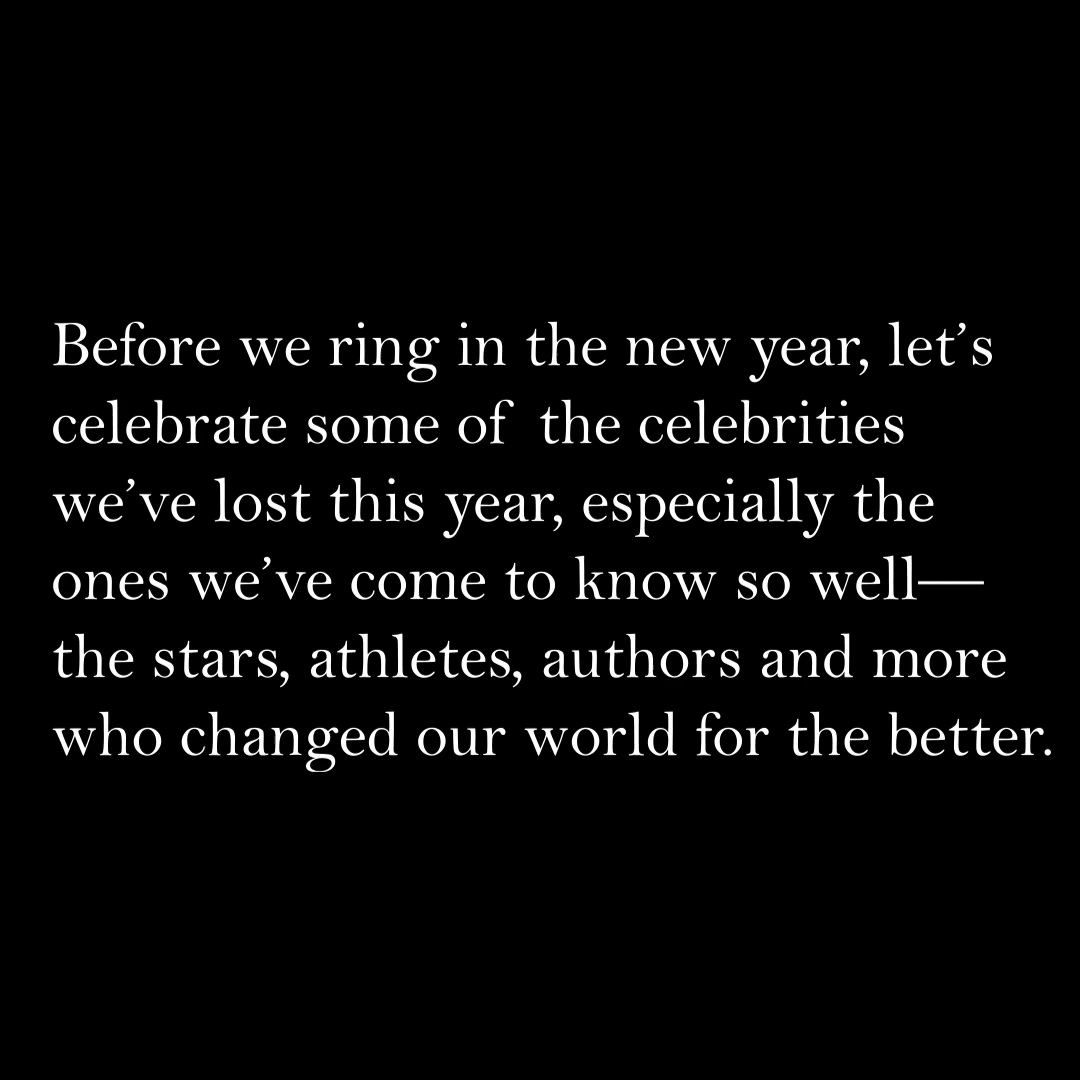 Before we ring in the new year, let’s
celebrate some of  the celebrities
we’ve lost this year, especially the
ones we’ve come to know so well—
the stars, athletes, authors and more
who changed our world for the better.